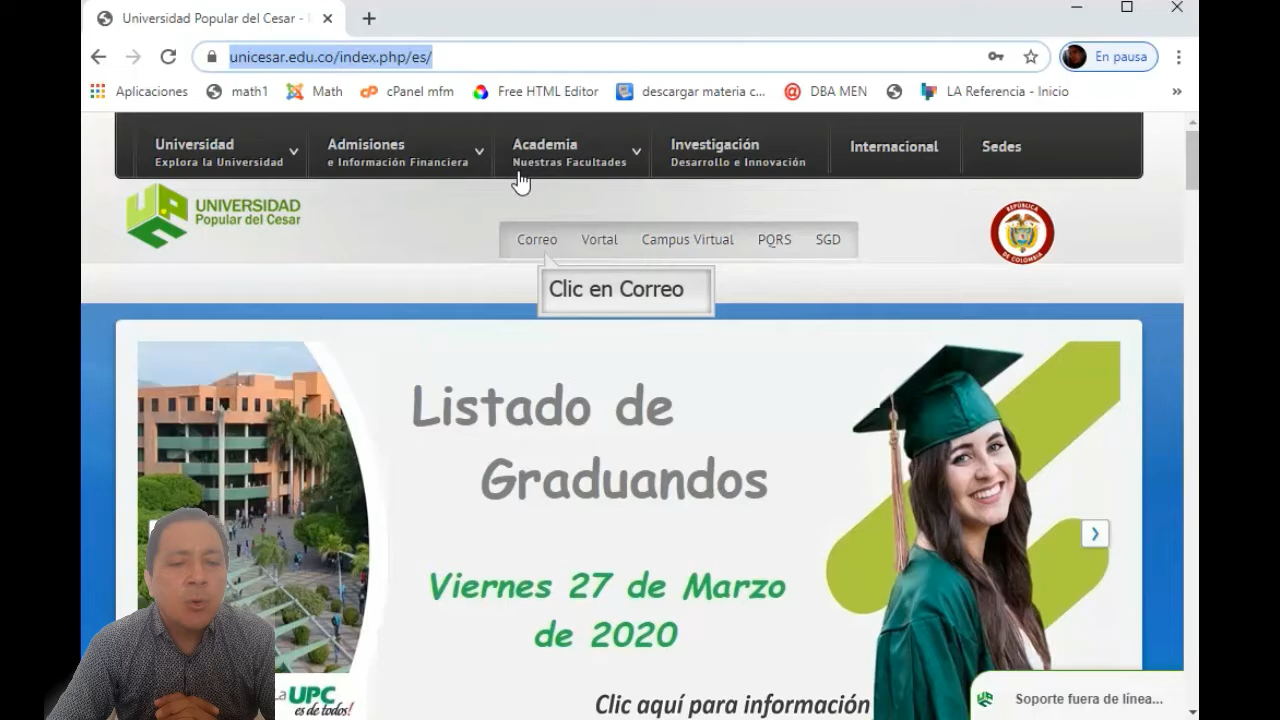 Universidad Popular del Cesar -
unicesar.edu.co/index.php/es/
En pausa
Aplicaciones
math1
Math
cPanel mfm
Free HTML Editor
descargar materia c...
DBA MEN
LA Referencia - Inicio
»
Universidad
Explora la Universidad
Admisiones
e Información Financiera
Academia
Nuestras Facultades
Investigación
Desarrollo e Innovación
Internacional
Sedes
UNIVERSIDAD
Popular del Cesar
REPÚBLICA
DE COLOMBIA
Correo
Vortal
Campus Virtual
PQRS
SGD
Clic en Correo
Listado de
Graduandos
Viernes 27 de Marzo
de 2020
La UPC
es de todos!
Clic aquí para información
Soporte fuera de línea...